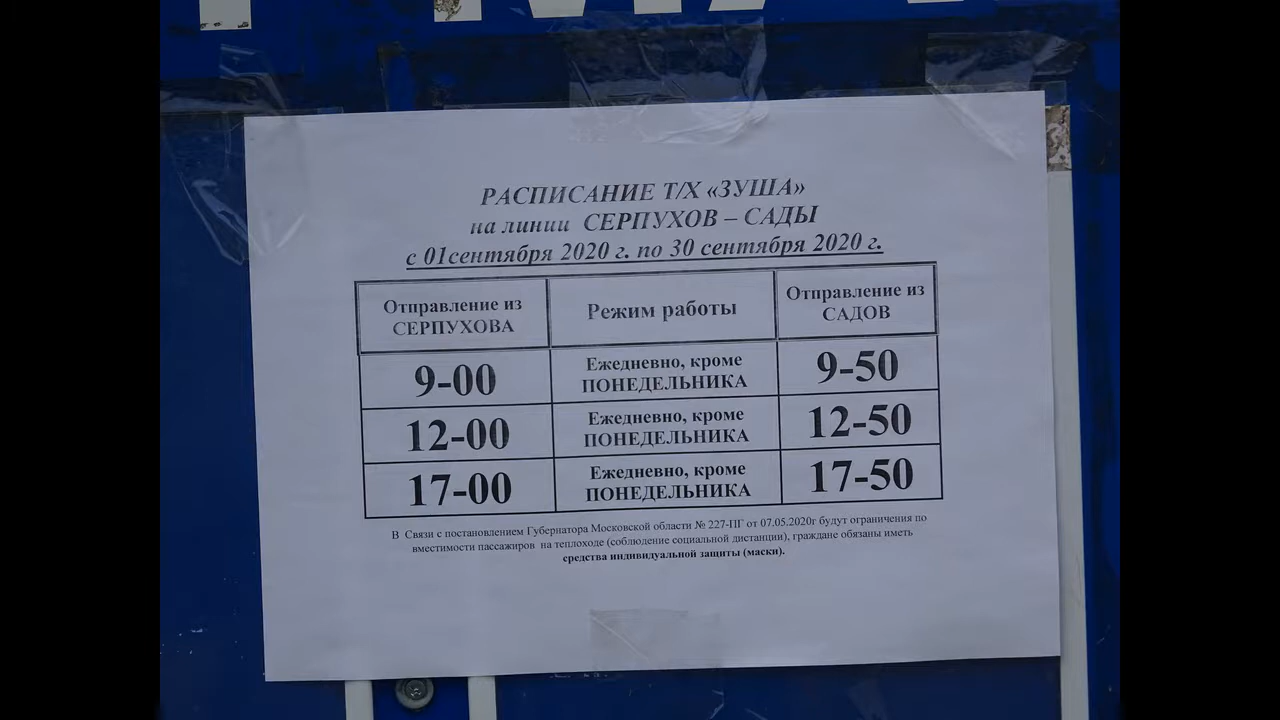 РАСПИСАНИЕ Т/Х «ЗУША»
на линии СЕРПУХОВ – САДЫ
с 01сентября 2020 г. по 30 сентября 2020 г.
Отправление из
СЕРПУХОВА
Режим работы
Отправление из
САДОВ
9-00
Ежедневно, кроме
ПОНЕДЕЛЬНИКА
9-50
12-00
Ежедневно, кроме
ПОНЕДЕЛЬНИКА
12-50
17-00
Ежедневно, кроме
ПОНЕДЕЛЬНИКА
17-50
В Связи с постановлением Губернатора Московской области № 227-ПГ от 07.05.2020г будут ограничения по
вместимости пассажиров на теплоходе (соблюдение социальной дистанции), граждане обязаны иметь
средства индивидуальной защиты (маски).